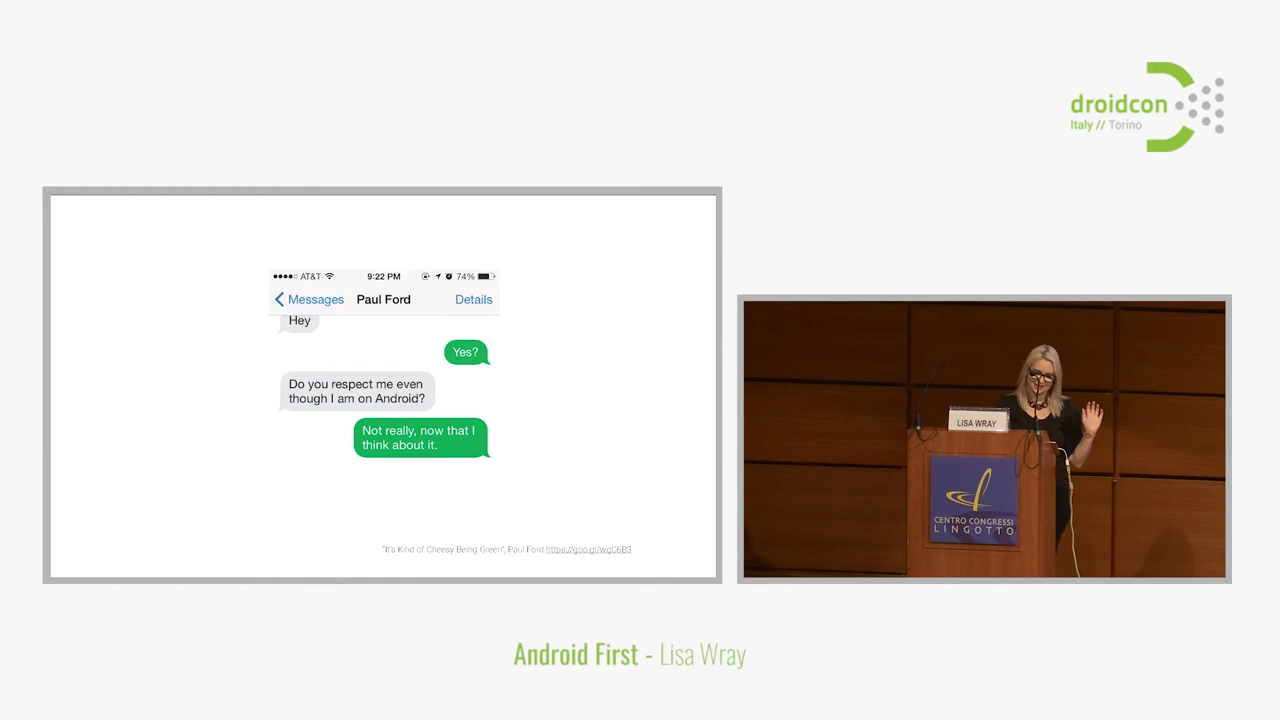 droidcon
Italy // Torino
AT&T
9:22 PM
74%
Messages
Paul Ford
Details
Hey
Yes?
Do you respect me even
though I am on Android?
Not really, now that I
think about it.
"It's Kind of Cheesy Being Green", Paul Ford https://goo.gl/wgC6B3
LISA WRAY
CENTRO CONGRESSI
LINGOTTO
Android First - Lisa Wray